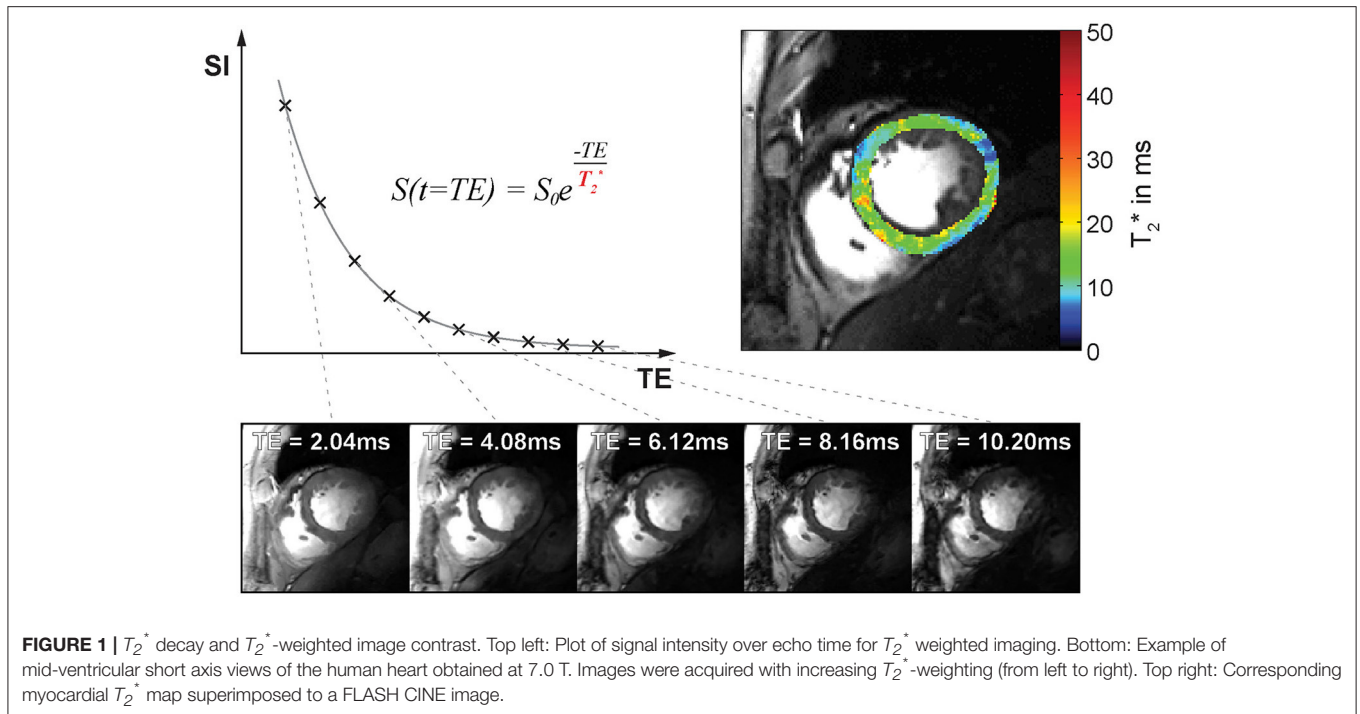 SI
TE
S(t=TE) = S₀e^(-TE/T₂*)
50
40
30
20
10
0
T₂* in ms
TE = 2.04ms
TE = 4.08ms
TE = 6.12ms
TE = 8.16ms
TE = 10.20ms
FIGURE 1 | T₂* decay and T₂*-weighted image contrast. Top left: Plot of signal intensity over echo time for T₂* weighted imaging. Bottom: Example of
mid-ventricular short axis views of the human heart obtained at 7.0 T. Images were acquired with increasing T₂*-weighting (from left to right). Top right: Corresponding
myocardial T₂* map superimposed to a FLASH CINE image.